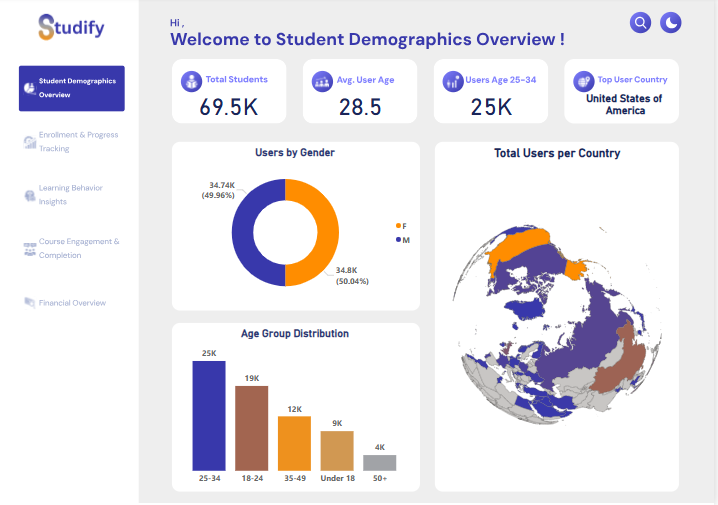 Studify
Hi ,
Welcome to Student Demographics Overview !
Student Demographics
Overview
Enrollment & Progress
Tracking
Learning Behavior
Insights
Course Engagement &
Completion
Financial Overview
Total Students
69.5K
Avg. User Age
28.5
Users Age 25-34
25K
Top User Country
United States of
America
Users by Gender
34.74K
(49.96%)
34.8K
(50.04%)
F
M
Age Group Distribution
25K
19K
12K
9K
4K
25-34
18-24
35-49
Under 18
50+
Total Users per Country